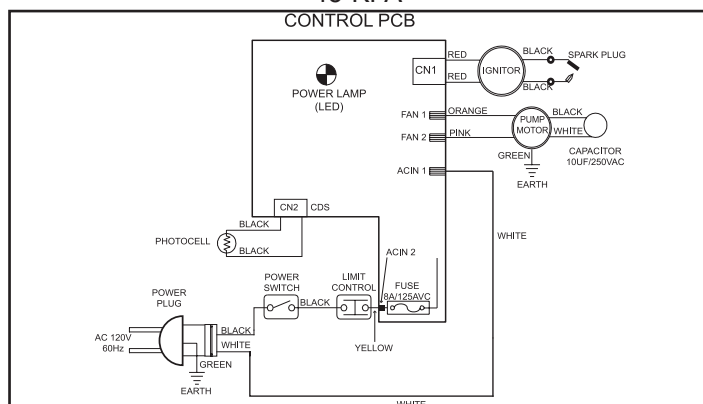 CONTROL PCB
RED
BLACK
SPARK PLUG
CN1
IGNITOR
RED
BLACK
POWER LAMP
(LED)
FAN 1
ORANGE
BLACK
PUMP
MOTOR
FAN 2
PINK
WHITE
GREEN
CAPACITOR
10UF/250VAC
ACIN 1
EARTH
CN2
CDS
BLACK
WHITE
PHOTOCELL
BLACK
ACIN 2
POWER
SWITCH
LIMIT
CONTROL
FUSE
8A/125AVC
POWER
PLUG
BLACK
BLACK
AC 120V
60Hz
WHITE
YELLOW
GREEN
EARTH
WHITE